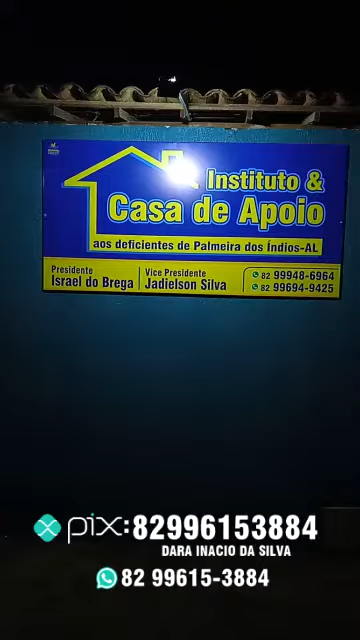 Instituto &
Casa de Apoio
aos deficientes de Palmeira dos Índios-AL
Presidente
Israel do Brega
Vice Presidente
Jadielson Silva
82 99948-6964
82 99694-9425
pix:82996153884
DARA INACIO DA SILVA
82 99615-3884